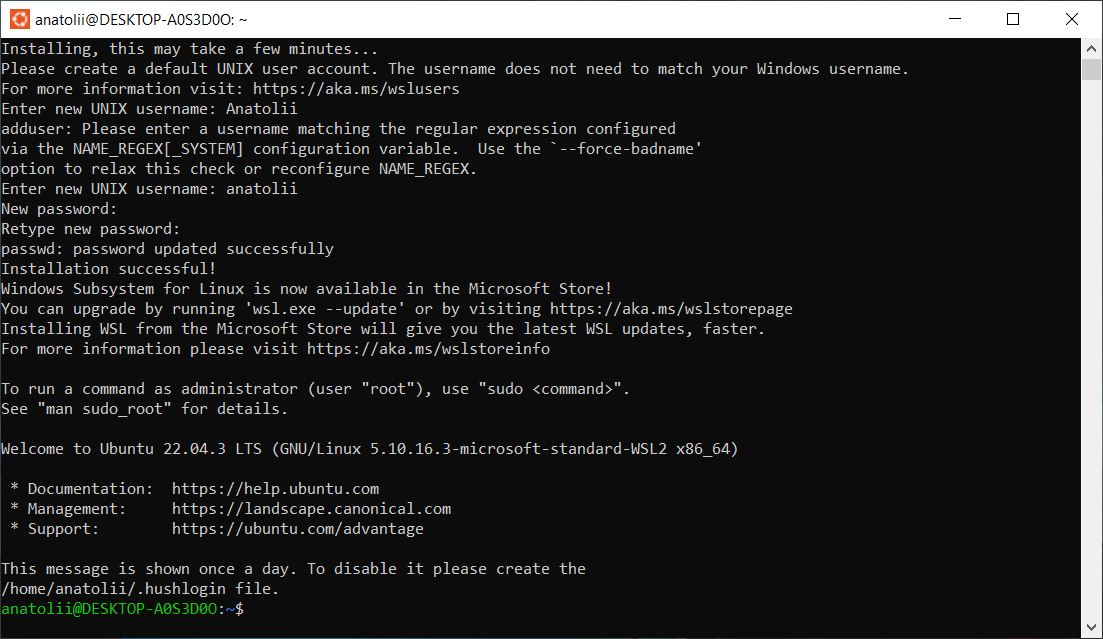 anatolii@DESKTOP-A0S3D0O: ~
Installing, this may take a few minutes...
Please create a default UNIX user account. The username does not need to match your Windows username.
For more information visit: https://aka.ms/wslusers
Enter new UNIX username: Anatolii
adduser: Please enter a username matching the regular expression configured
via the NAME_REGEX[_SYSTEM] configuration variable.  Use the `--force-badname'
option to relax this check or reconfigure NAME_REGEX.
Enter new UNIX username: anatolii
New password:
Retype new password:
passwd: password updated successfully
Installation successful!
Windows Subsystem for Linux is now available in the Microsoft Store!
You can upgrade by running 'wsl.exe --update' or by visiting https://aka.ms/wslstorepage
Installing WSL from the Microsoft Store will give you the latest WSL updates, faster.
For more information please visit https://aka.ms/wslstoreinfo
To run a command as administrator (user "root"), use "sudo <command>".
See "man sudo_root" for details.
Welcome to Ubuntu 22.04.3 LTS (GNU/Linux 5.10.16.3-microsoft-standard-WSL2 x86_64)
 * Documentation:  https://help.ubuntu.com
 * Management:     https://landscape.canonical.com
 * Support:        https://ubuntu.com/advantage
This message is shown once a day. To disable it please create the
/home/anatolii/.hushlogin file.
anatolii@DESKTOP-A0S3D0O:~$